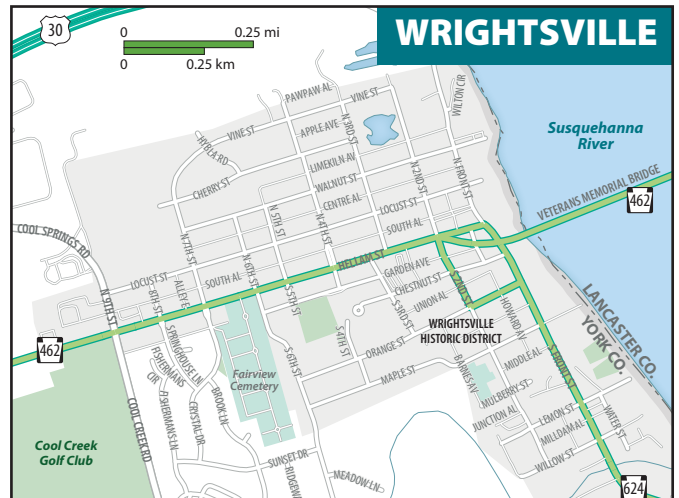 WRIGHTSVILLE
30
0 0.25 mi
0 0.25 km
PAWPAW AL
VINE ST
WILTON CIR
VINE ST
APPLE AVE
N 3RD ST
HYBLA RD
LIMEKILN AV
Susquehanna
River
CHERRY ST
WALNUT ST
N 2ND ST
N FRONT ST
CENTRE AL
LOCUST ST
VETERANS MEMORIAL BRIDGE
462
N 5TH ST
N 4TH ST
SOUTH AL
COOL SPRINGS RD
N 7TH ST
N 6TH ST
HELLAM ST
GARDEN AVE
LOCUST ST
SOUTH AL
CHESTNUT ST
S 2ND ST
N 9TH ST
8TH ST
ALLEY E
S 5TH ST
UNION AL
S 3RD ST
HOWARD AV
LANCASTER CO.
YORK CO.
WRIGHTSVILLE
HISTORIC DISTRICT
462
SPRINGHOUSE LN
S 4TH ST
ORANGE ST
S 6TH ST
FISHERMANS
CIR
Fairview
Cemetery
MAPLE ST
BARNES AV
MIDDLE AL
S FRONT ST
FISHERMANS LN
CRYSTAL DR
BROOK LN
MULBERRY ST
COOL CREEK RD
JUNCTION AL
LEMON ST
WATER ST
MILLDAM AL
Cool Creek
Golf Club
SUNSET DR
WILLOW ST
RIDGEW
MEADOW LN
624